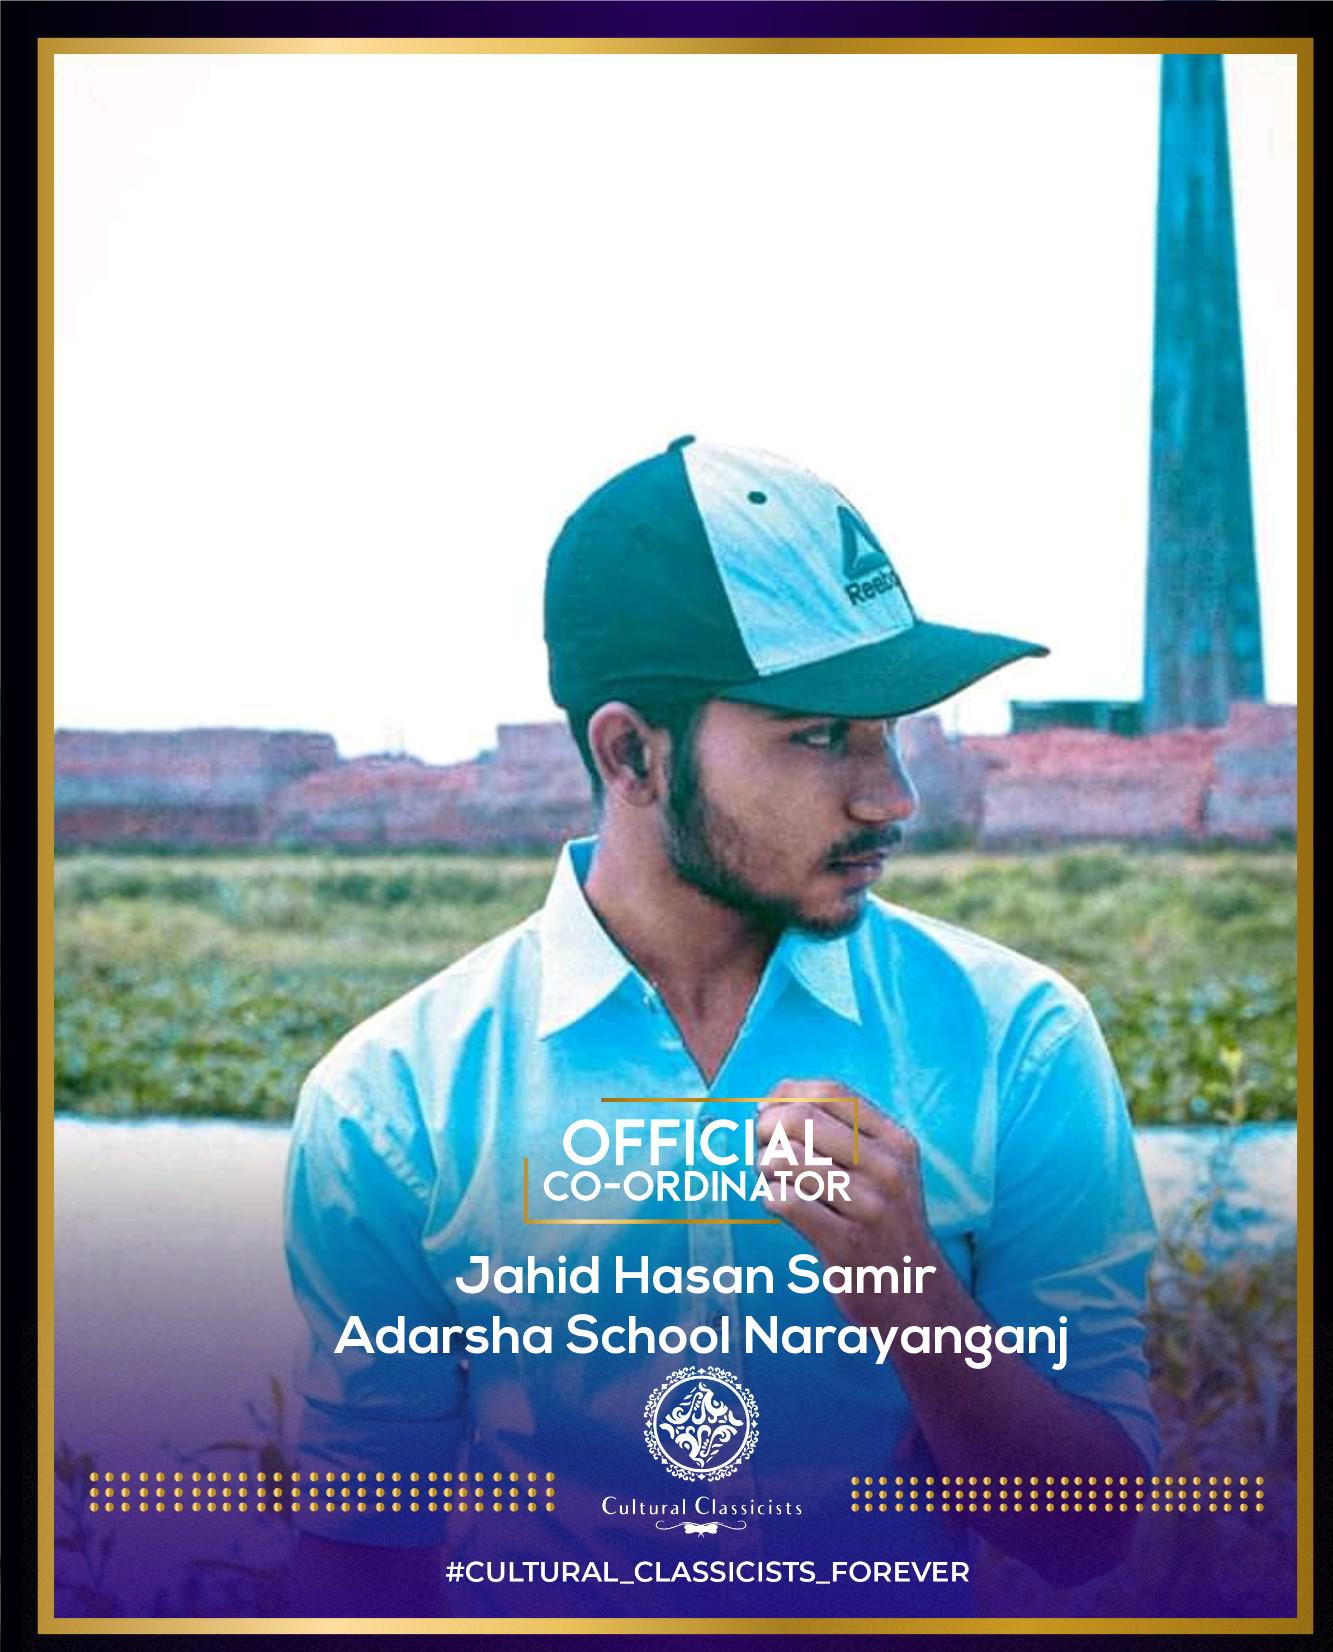 Reebok
OFFICIAL
CO-ORDINATOR
Jahid Hasan Samir
Adarsha School Narayanganj
Cultural Classicists
#CULTURAL_CLASSICISTS_FOREVER